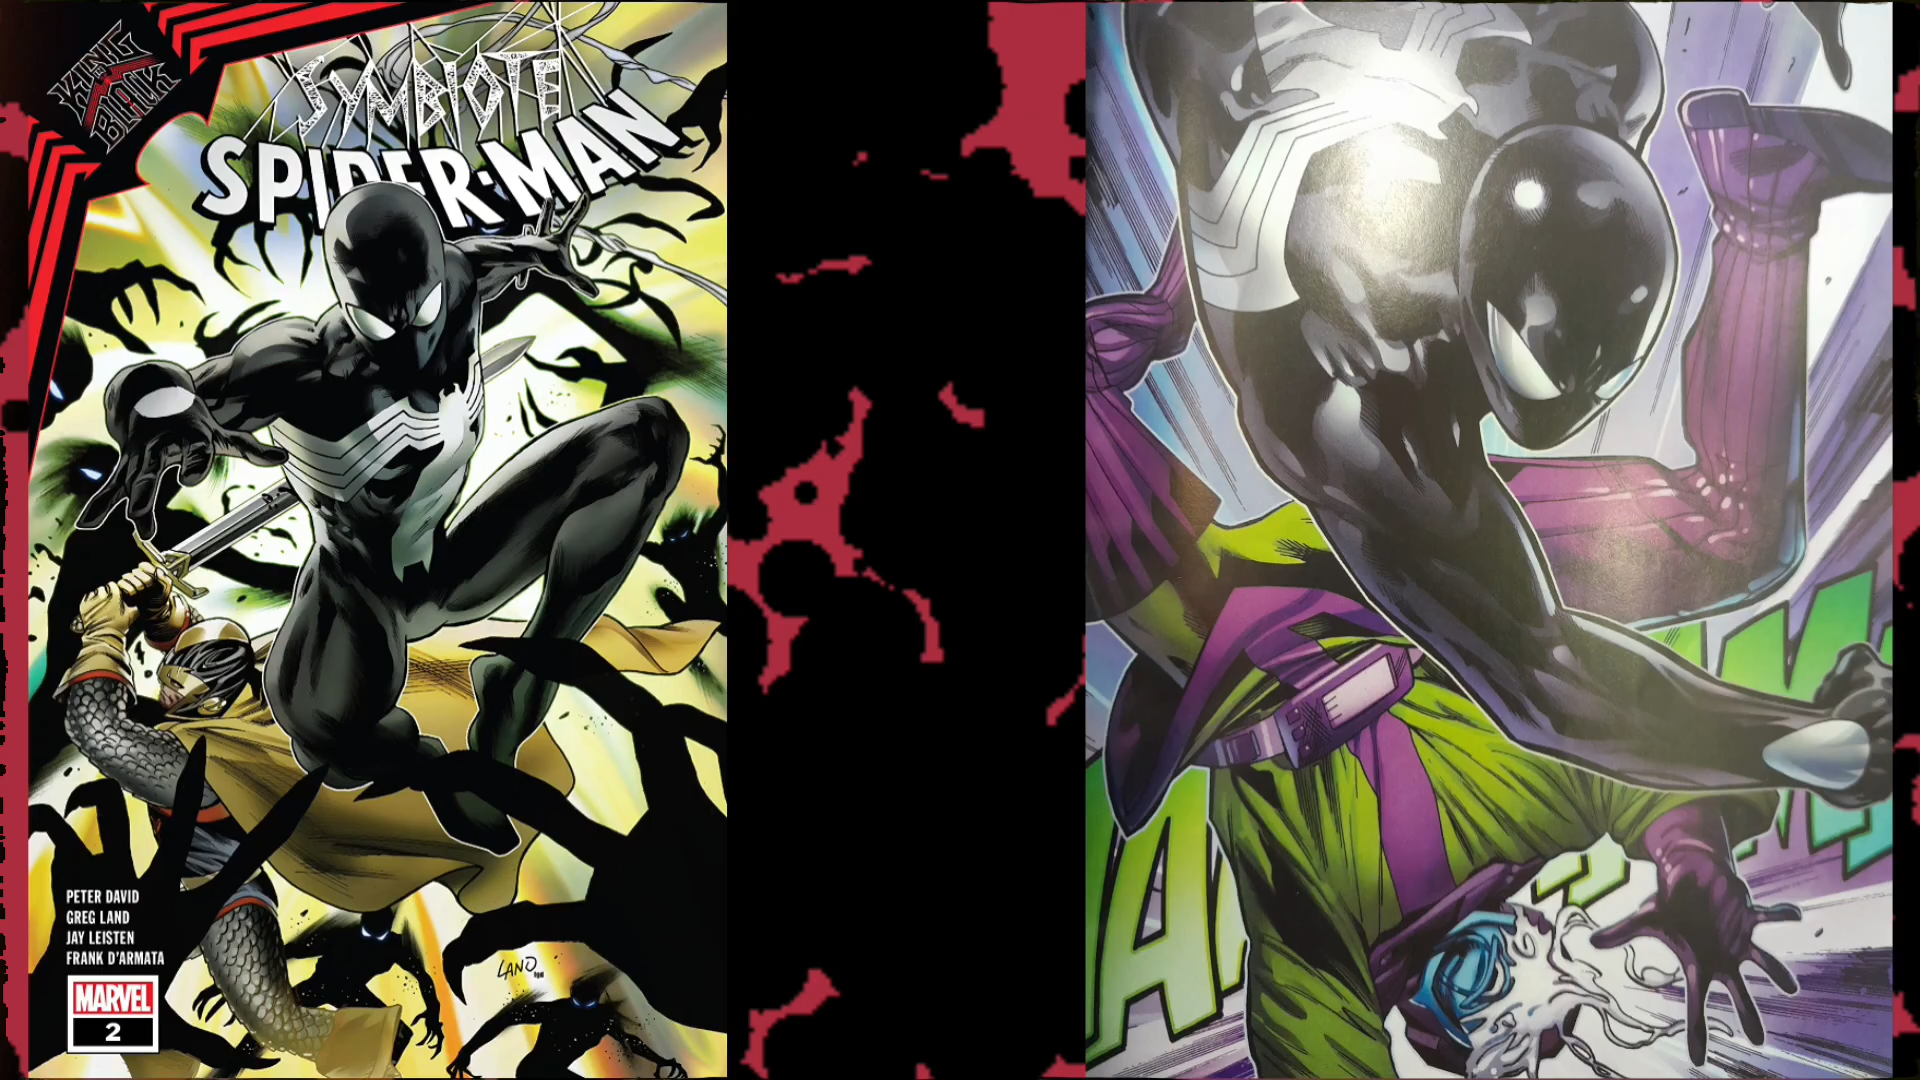 KING
IN
BLACK
SYMBIOTE
SPIDER-MAN
PETER DAVID
GREG LAND
JAY LEISTEN
FRANK D'ARMATA
LAND
MARVEL
2